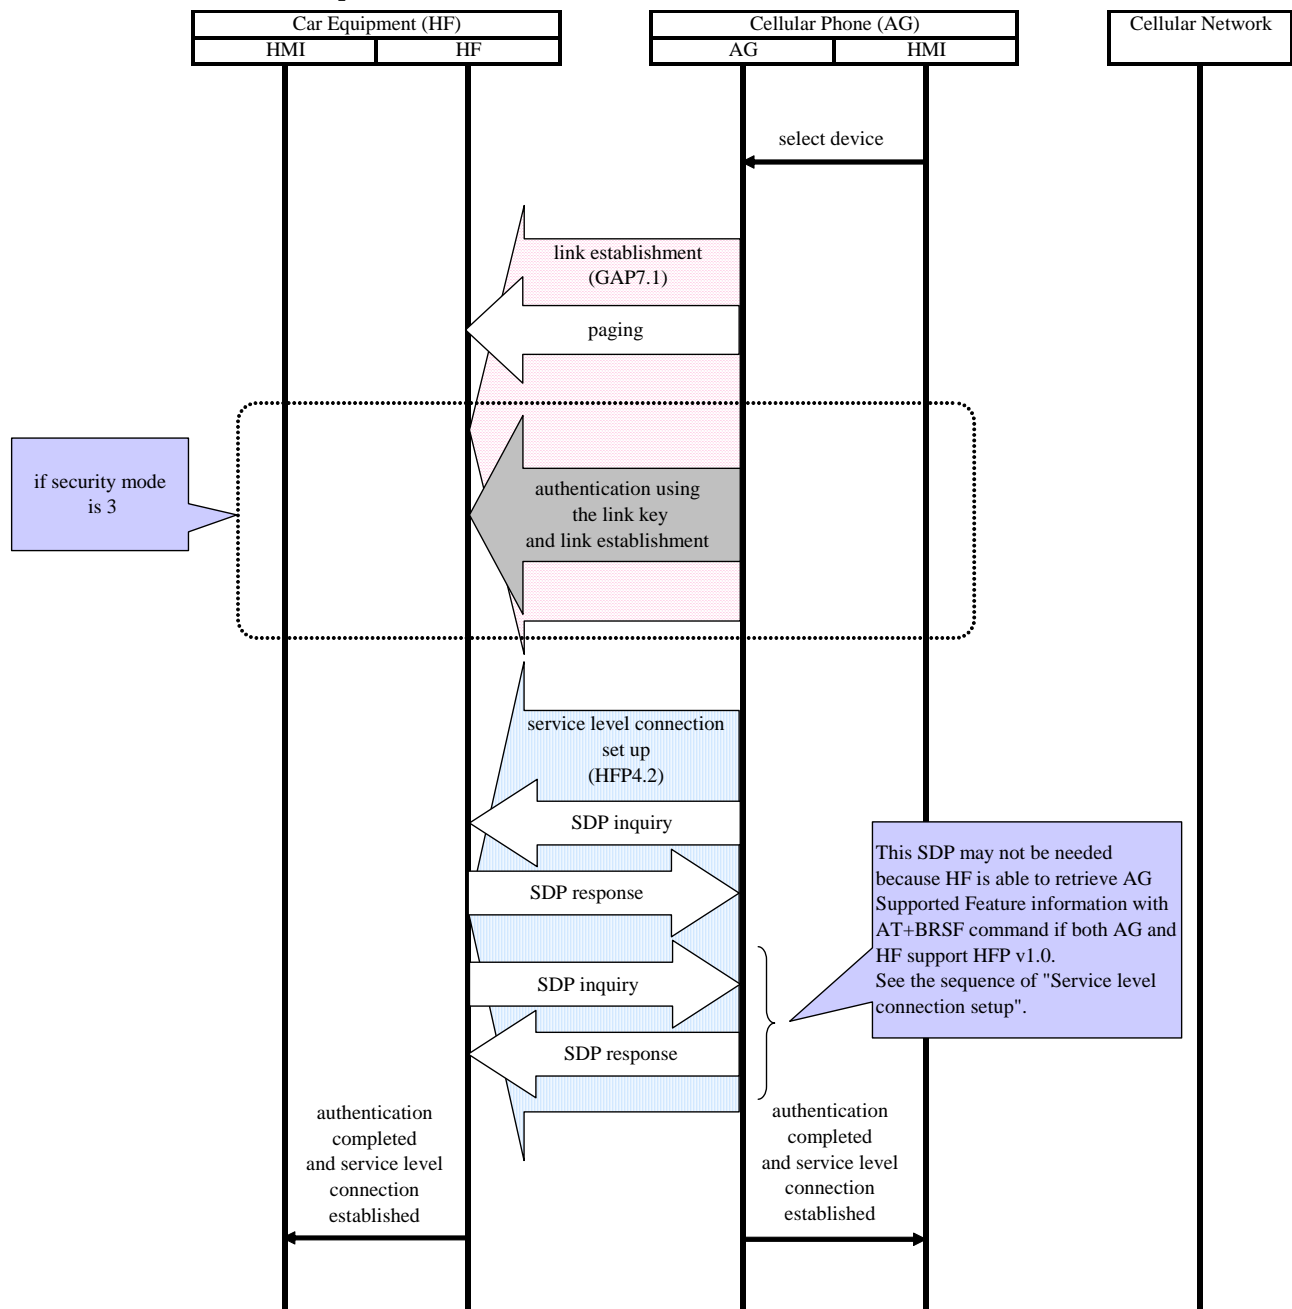 Car Equipment (HF)
Cellular Phone (AG)
Cellular Network
HMI
HF
AG
HMI
select device
link establishment
(GAP7.1)
paging
if security mode
is 3
authentication using
the link key
and link establishment
service level connection
set up
(HFP4.2)
SDP inquiry
This SDP may not be needed
because HF is able to retrieve AG
Supported Feature information with
AT+BRSF command if both AG and
HF support HFP v1.0.
See the sequence of "Service level
connection setup".
SDP response
SDP inquiry
SDP response
authentication
completed
and service level
connection
established
authentication
completed
and service level
connection
established